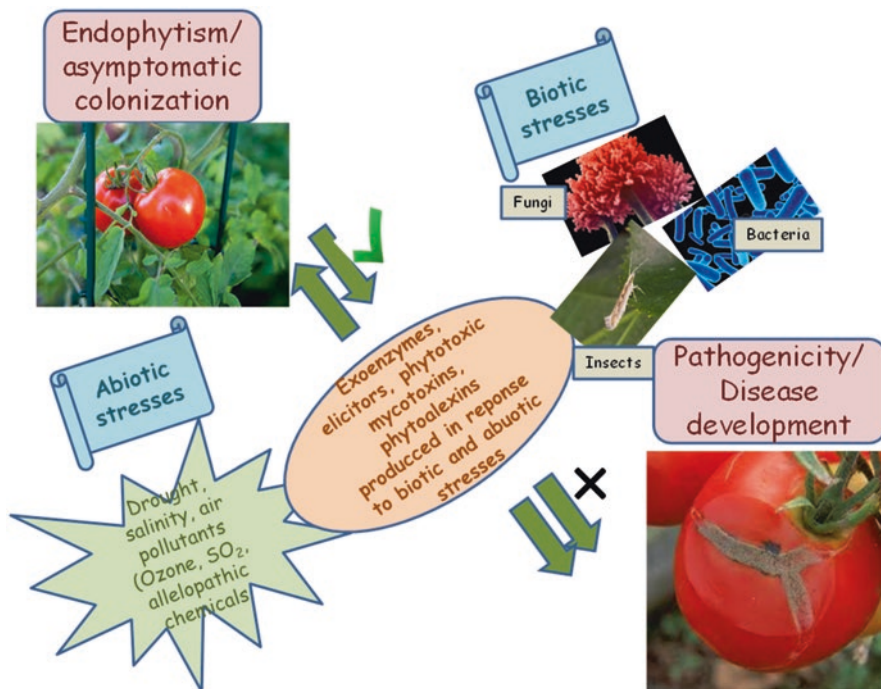 Endophytism/
asymptomatic
colonization
Biotic
stresses
Fungi
Bacteria
Insects
Abiotic
stresses
Exoenzymes,
elicitors, phytotoxic
mycotoxins,
phytoalexins
producced in reponse
to biotic and abuotic
stresses
Pathogenicity/
Disease
development
Drought,
salinity, air
pollutants
(Ozone, SO₂,
allelopathic
chemicals